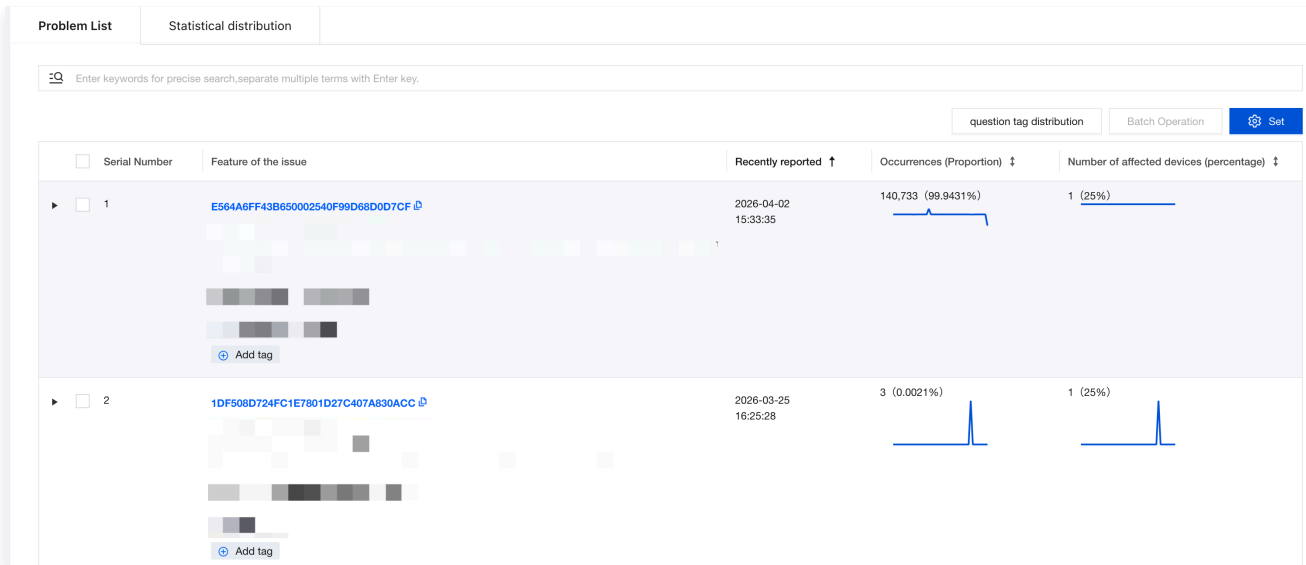 Problem List
Statistical distribution
Enter keywords for precise search,separate multiple terms with Enter key.
question tag distribution
Batch Operation
Set
Serial Number
Feature of the issue
Recently reported
Occurrences (Proportion)
Number of affected devices (percentage)
1
E564A6FF43B650002540F99D68D0D7CF
2026-04-02
15:33:35
140,733（99.9431%）
1（25%）
Add tag
2
1DF508D724FC1E7801D27C407A830ACC
2026-03-25
16:25:28
3（0.0021%）
1（25%）
Add tag